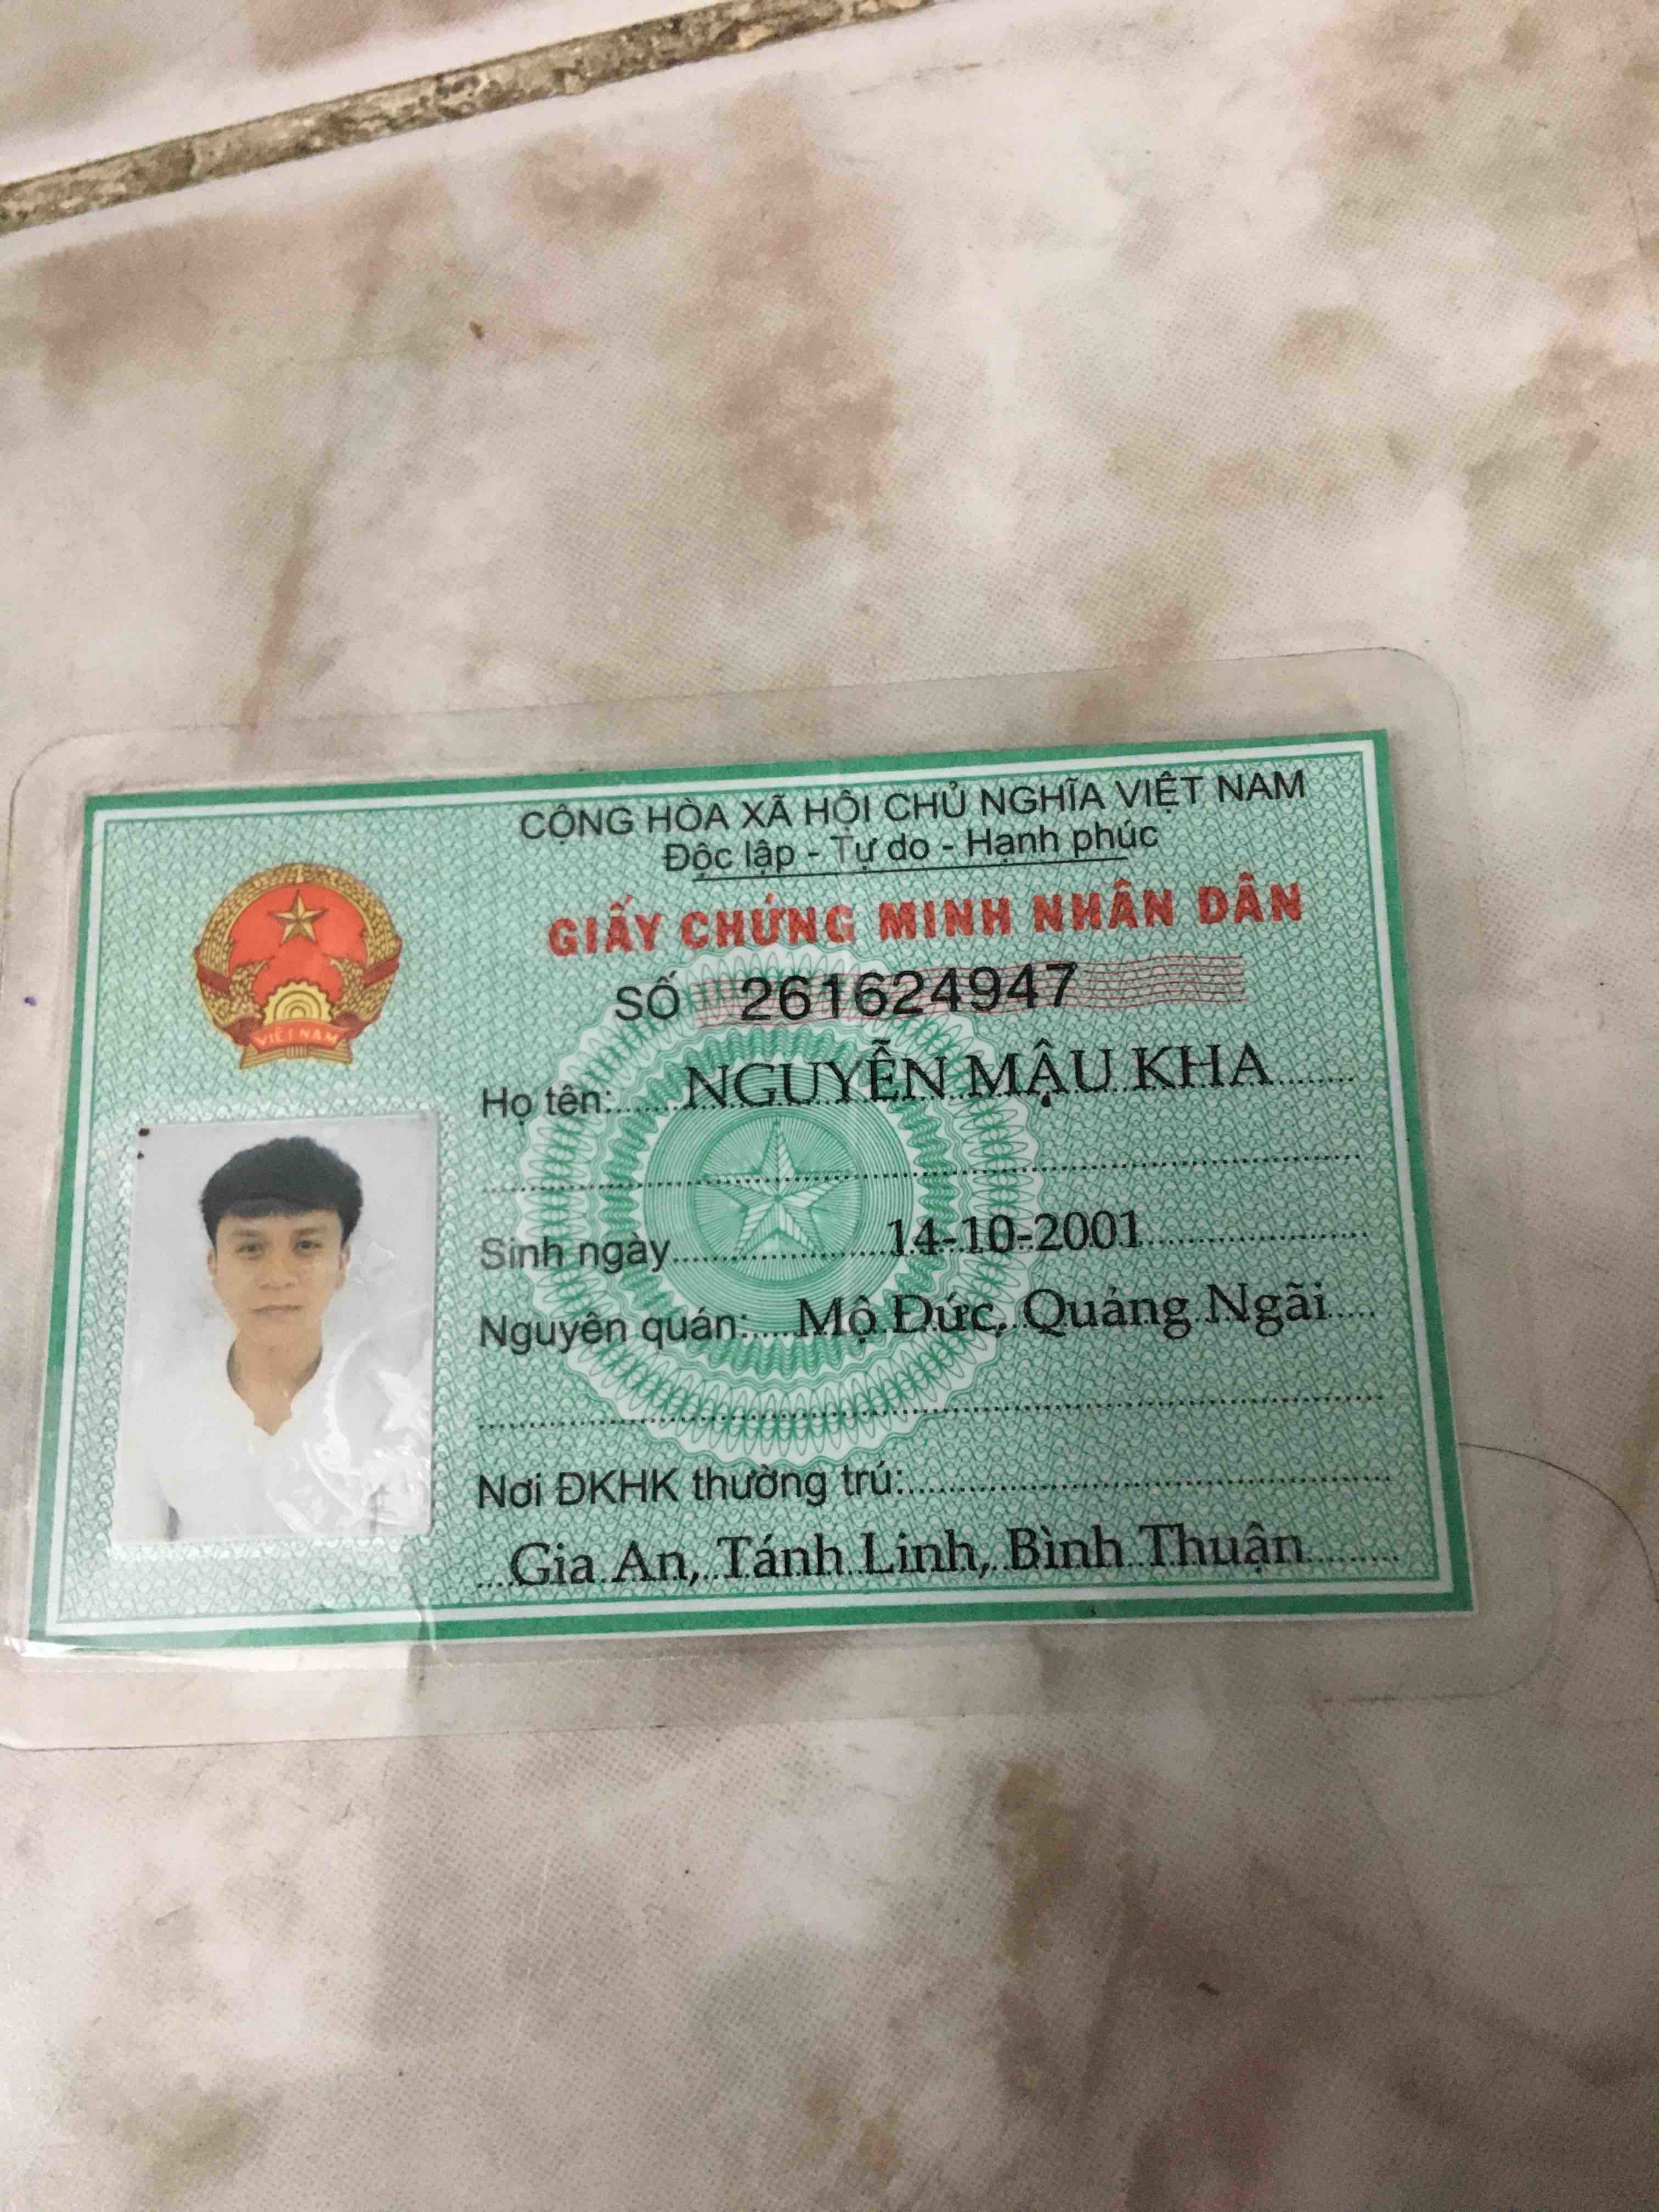 CỘNG HÒA XÃ HỘI CHỦ NGHĨA VIỆT NAM
Độc lập - Tự do - Hạnh phúc
GIẤY CHỨNG MINH NHÂN DÂN
SỐ 261624947
VIỆT NAM
Họ tên: NGUYỄN MẬU KHA
Sinh ngày 14-10-2001
Nguyên quán: Mộ Đức, Quảng Ngãi
Nơi ĐKHK thường trú:
Gia An, Tánh Linh, Bình Thuận